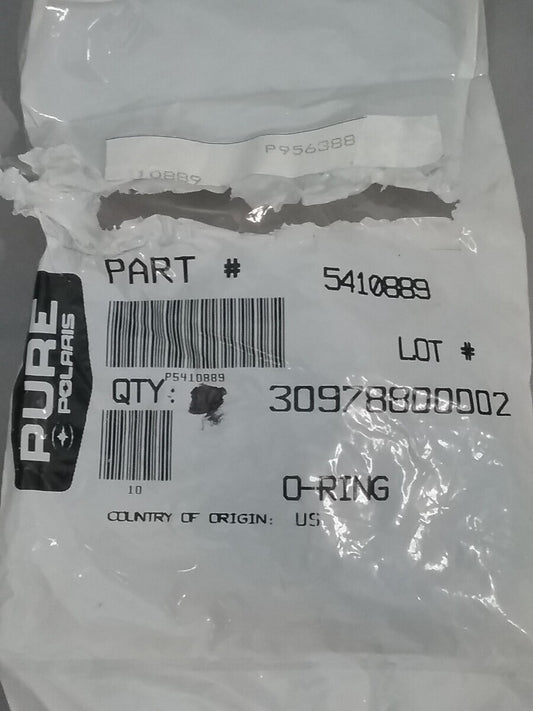 P956388
10889
PART # 5410889
PURE
POLARIS
LOT #
P5410889
QTY: 30978800002
10
O-RING
COUNTRY OF ORIGIN: US